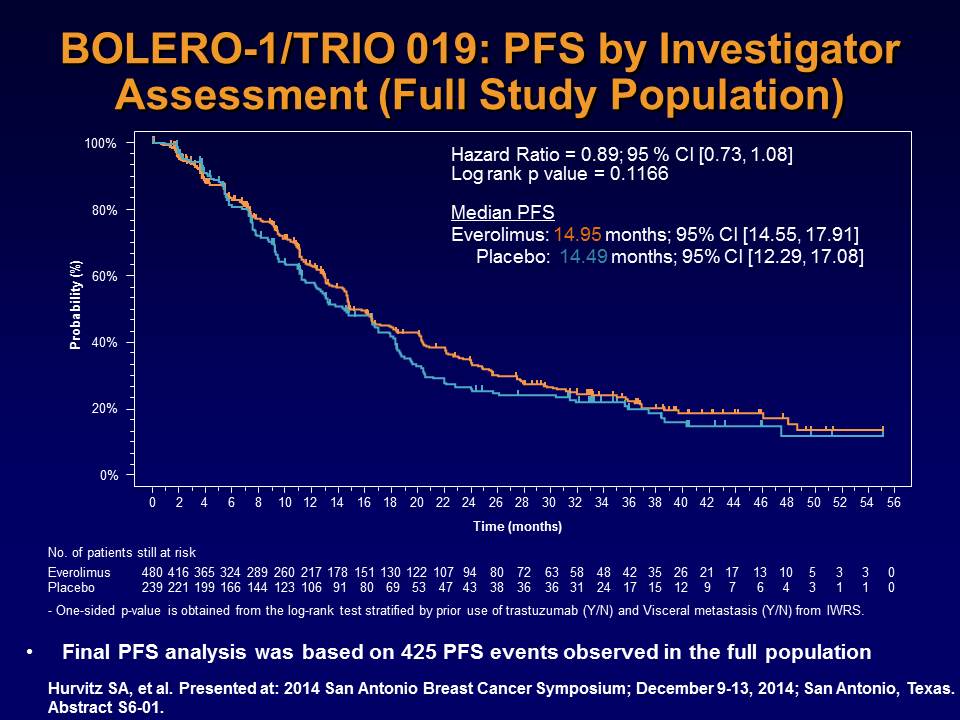 BOLERO-1/TRIO 019: PFS by Investigator
Assessment (Full Study Population)
Hazard Ratio = 0.89; 95 % CI [0.73, 1.08]
Log rank p value = 0.1166
Median PFS
Everolimus: 14.95 months; 95% CI [14.55, 17.91]
Placebo: 14.49 months; 95% CI [12.29, 17.08]
Probability (%)
100%
80%
60%
40%
20%
0%
0 2 4 6 8 10 12 14 16 18 20 22 24 26 28 30 32 34 36 38 40 42 44 46 48 50 52 54 56
Time (months)
No. of patients still at risk
Everolimus 480 416 365 324 289 260 217 178 151 130 122 107 94 80 72 63 58 48 42 35 26 21 17 13 10 5 3 3 0
Placebo 239 221 199 166 144 123 106 91 80 69 53 47 43 38 36 36 31 24 17 15 12 9 7 6 4 3 1 1 0
- One-sided p-value is obtained from the log-rank test stratified by prior use of trastuzumab (Y/N) and Visceral metastasis (Y/N) from IWRS.
• Final PFS analysis was based on 425 PFS events observed in the full population
Hurvitz SA, et al. Presented at: 2014 San Antonio Breast Cancer Symposium; December 9-13, 2014; San Antonio, Texas.
Abstract S6-01.